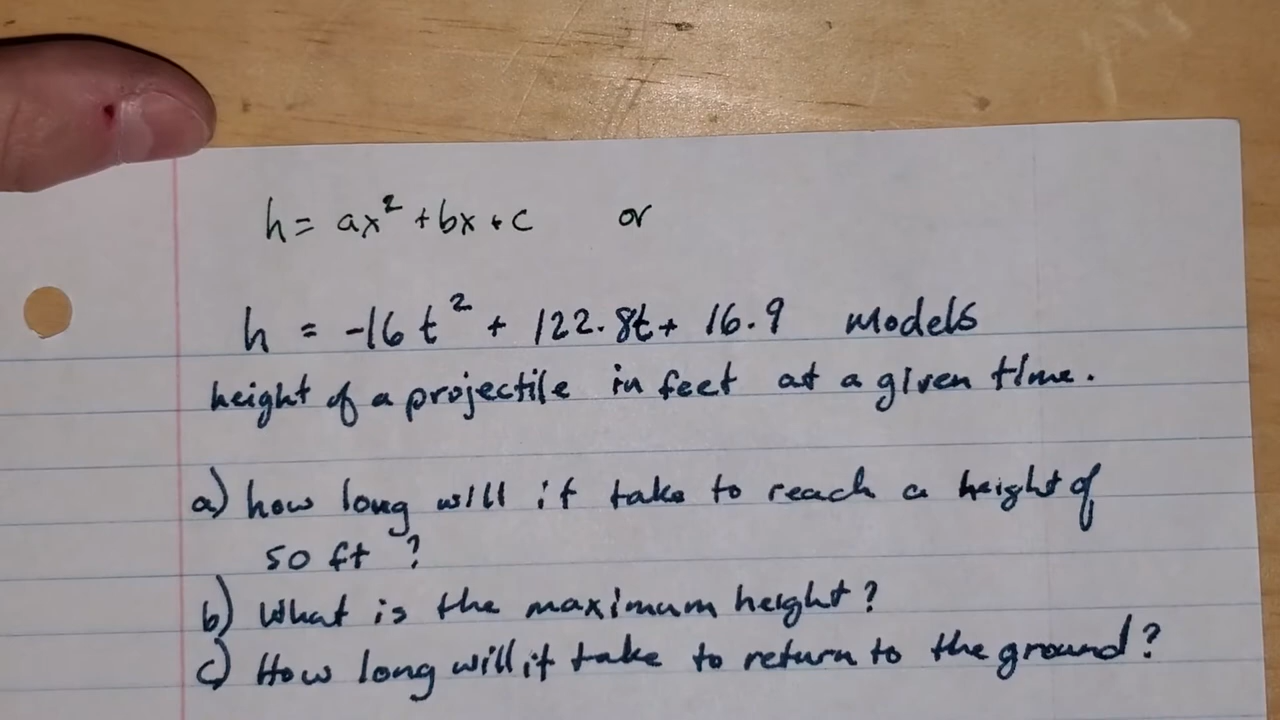 h = ax² + bx + c or
h = -16t² + 122.8t + 16.9 models
height of a projectile in feet at a given time.
a) how long will it take to reach a height of
50 ft ?
b) What is the maximum height?
c) How long will it take to return to the ground?